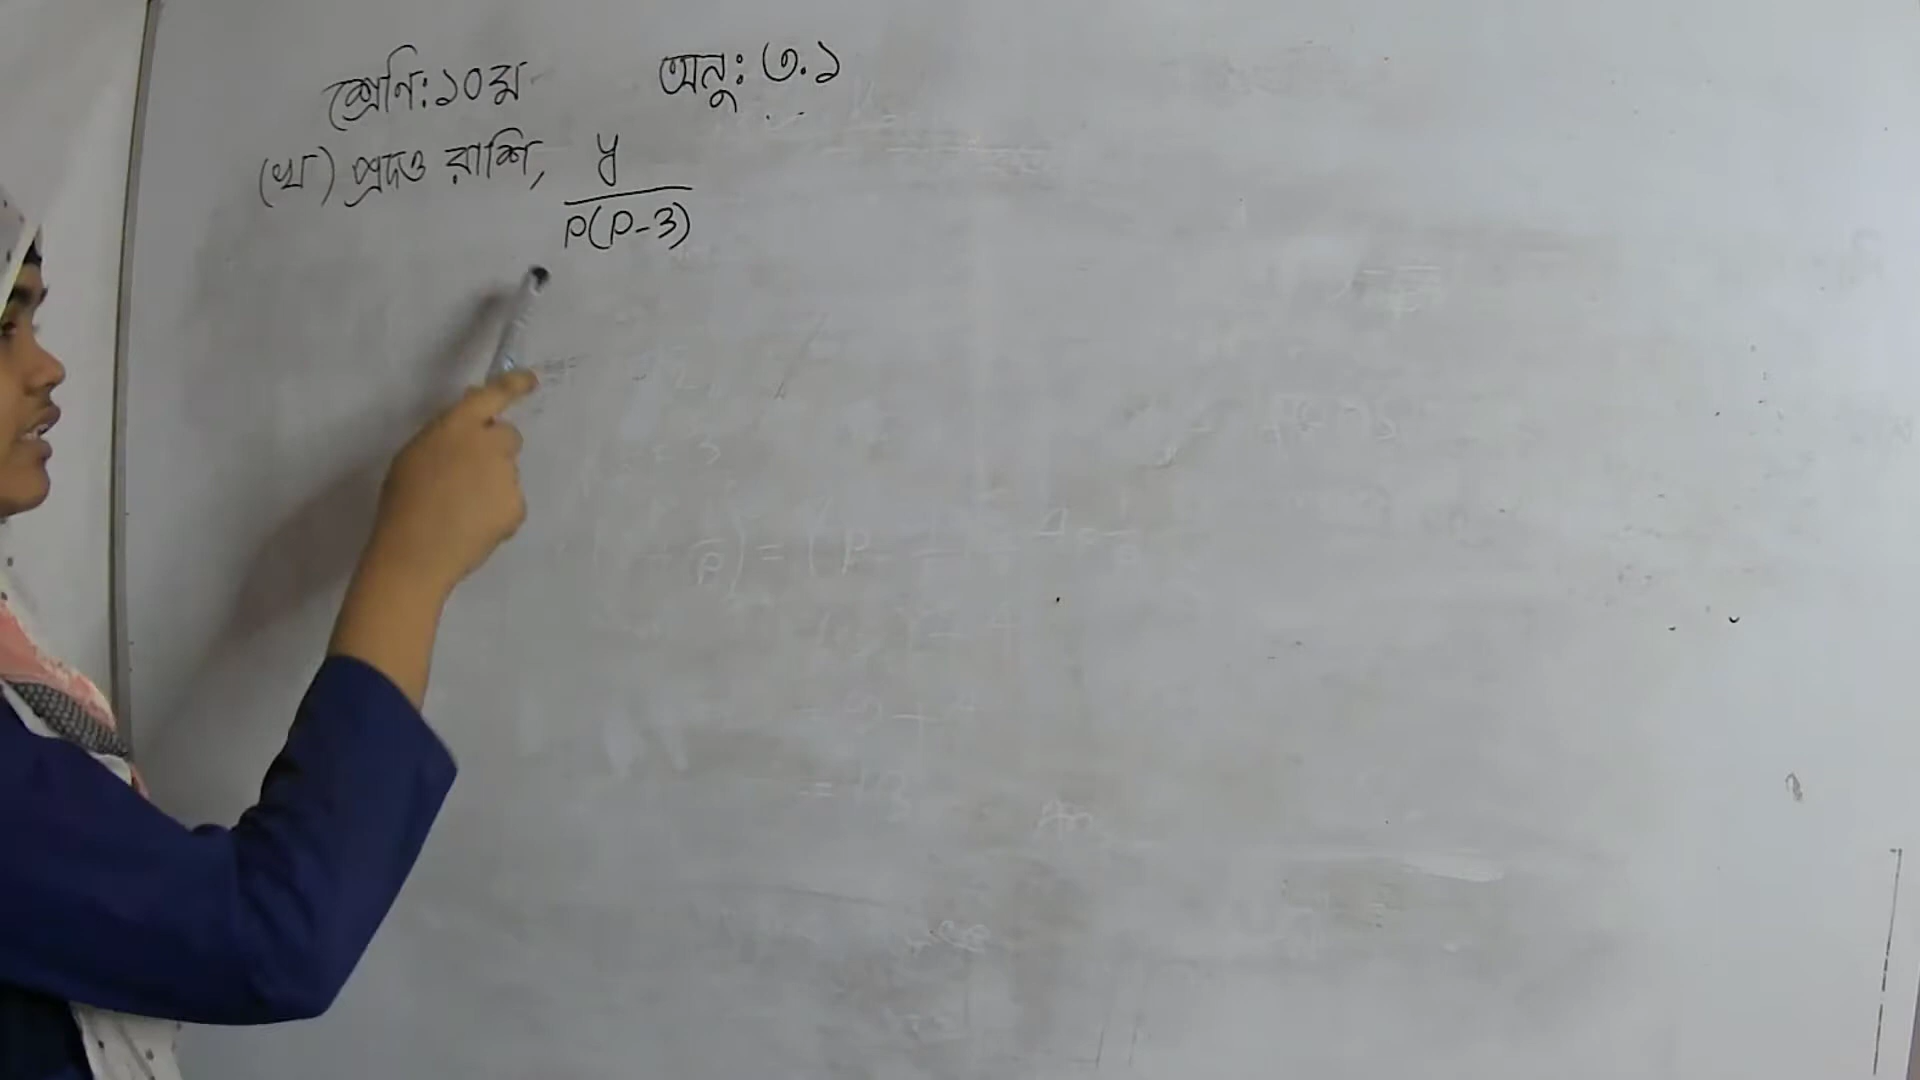 শ্রেণি: ১০ম অনু: ৩.১
(খ) প্রদত্ত রাশি, y
P(P-3)